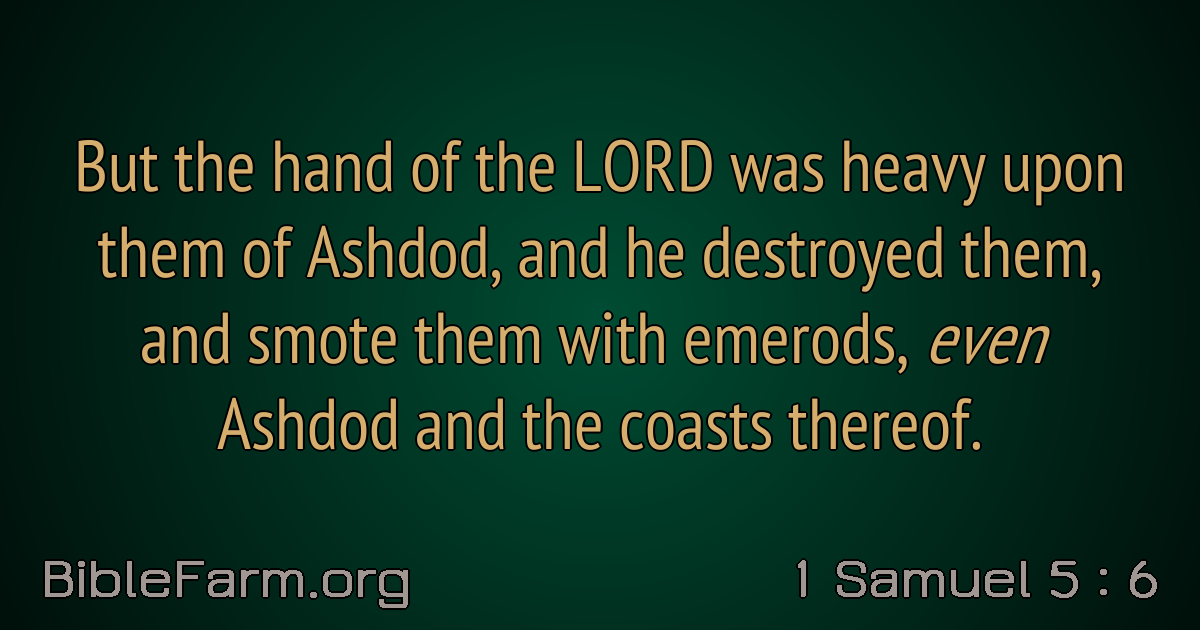 But the hand of the LORD was heavy upon
them of Ashdod, and he destroyed them,
and smote them with emerods, even
Ashdod and the coasts thereof.
BibleFarm.org
1 Samuel 5 : 6